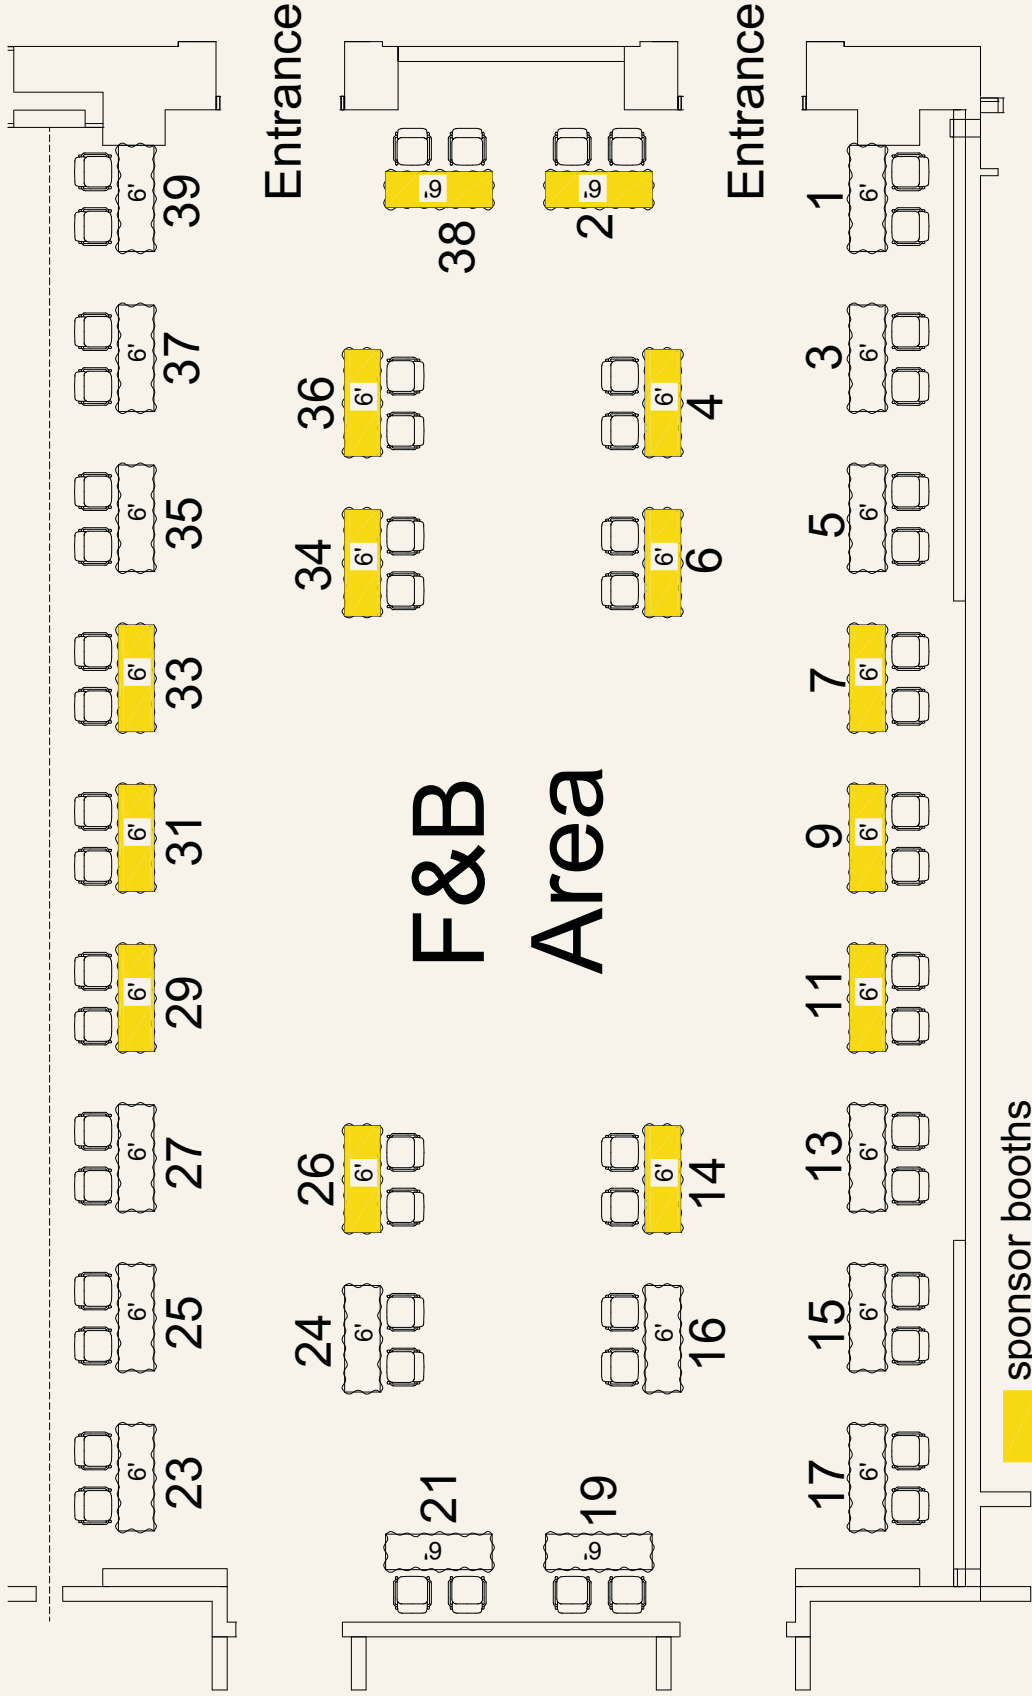 6' 6' 6' 6' 6' 6' 6' 6' 6'
23 25 27 29 31 33 35 37 39
Entrance
24 26 34 36
6' 6' 6' 6'
6' 21 F&B 38 6'
6' 19 Area 2 6'
6' 6' 6' 6'
16 14 6 4
Entrance
17 15 13 11 9 7 5 3 1
6' 6' 6' 6' 6' 6' 6' 6' 6'
sponsor booths